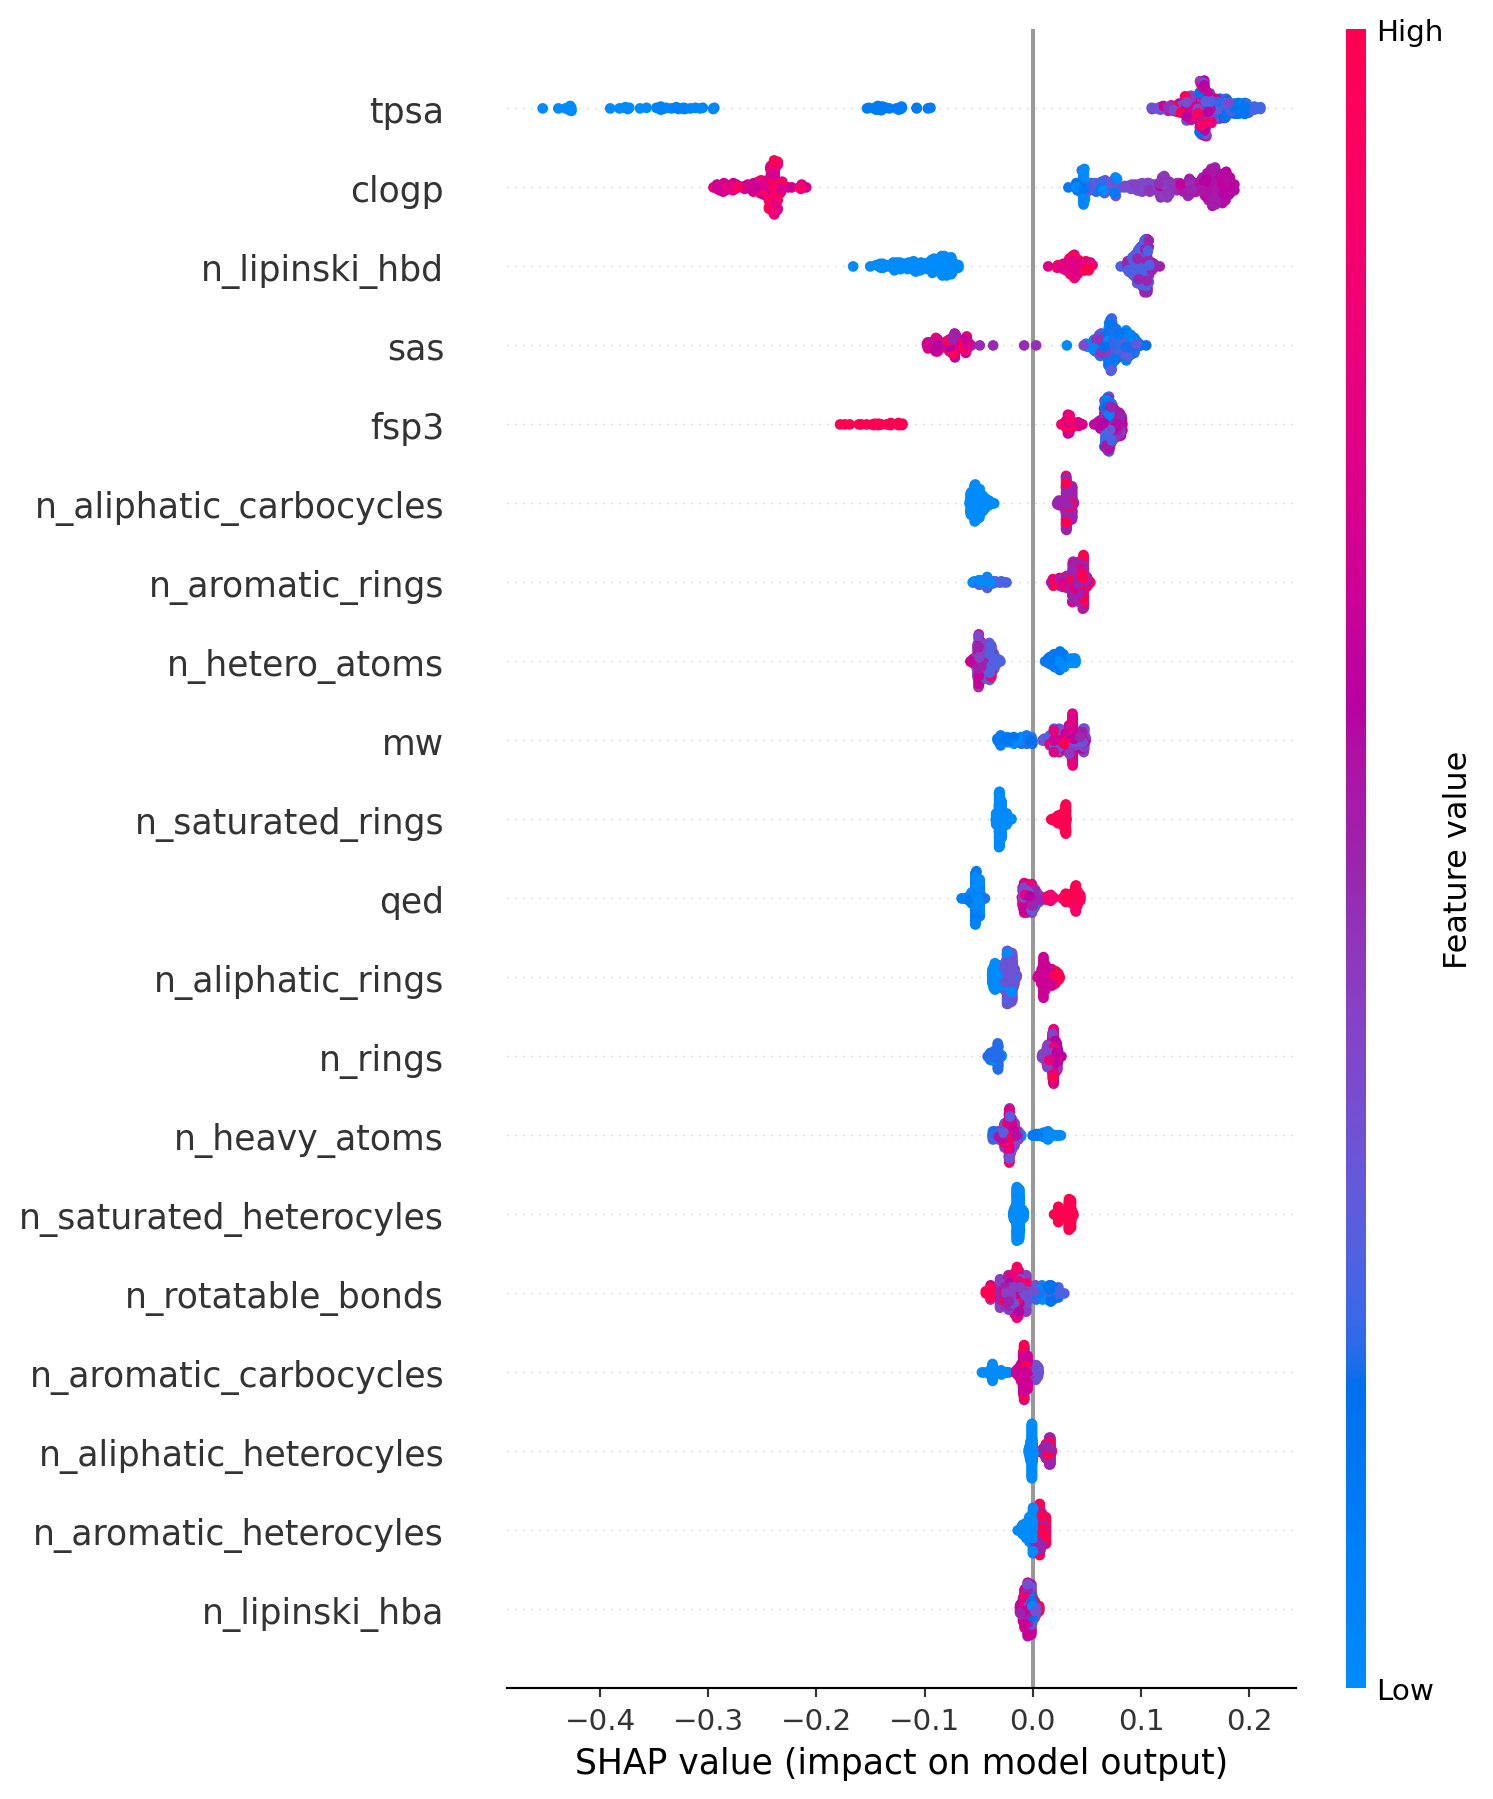 High
tpsa
clogp
n_lipinski_hbd
sas
fsp3
n_aliphatic_carbocycles
n_aromatic_rings
n_hetero_atoms
mw
n_saturated_rings
qed
n_aliphatic_rings
n_rings
n_heavy_atoms
n_saturated_heterocyles
n_rotatable_bonds
n_aromatic_carbocycles
n_aliphatic_heterocyles
n_aromatic_heterocyles
n_lipinski_hba
Feature value
Low
−0.4 −0.3 −0.2 −0.1 0.0 0.1 0.2
SHAP value (impact on model output)